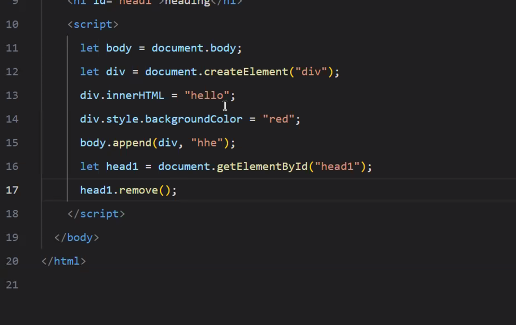 9 <h1 id="head1">heading</h1>
10 <script>
11 let body = document.body;
12 let div = document.createElement("div");
13 div.innerHTML = "hello";
14 div.style.backgroundColor = "red";
15 body.append(div, "hhe");
16 let head1 = document.getElementById("head1");
17 head1.remove();
18 </script>
19 </body>
20 </html>
21